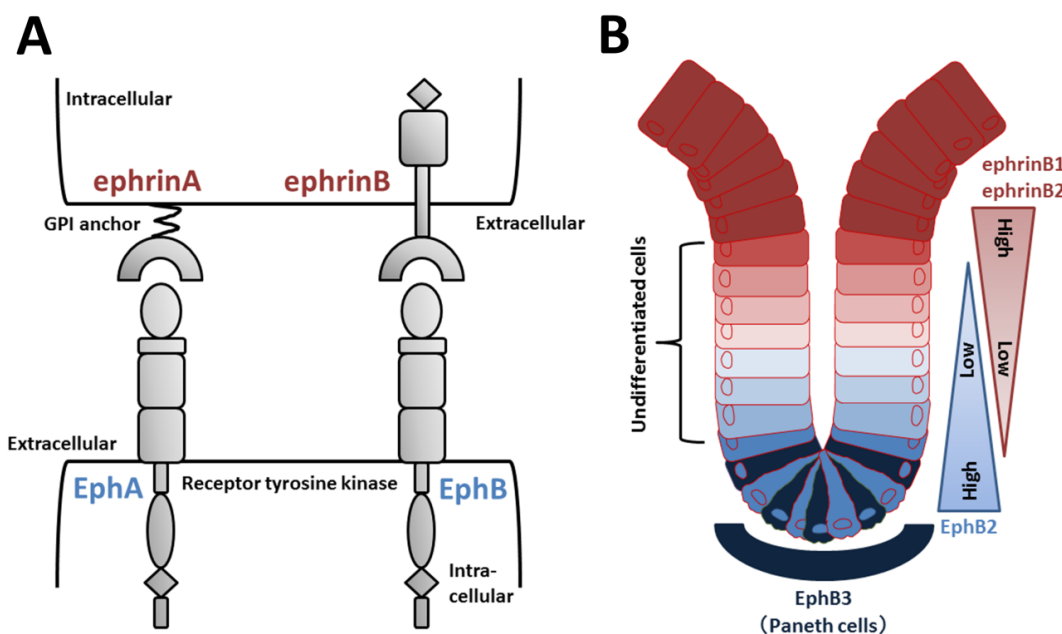 A
Intracellular
ephrinA
ephrinB
GPI anchor
Extracellular
Extracellular
EphA
Receptor tyrosine kinase
EphB
Intra-
cellular
B
ephrinB1
ephrinB2
High
Low
Undifferentiated cells
Low
High
EphB2
EphB3
(Paneth cells)